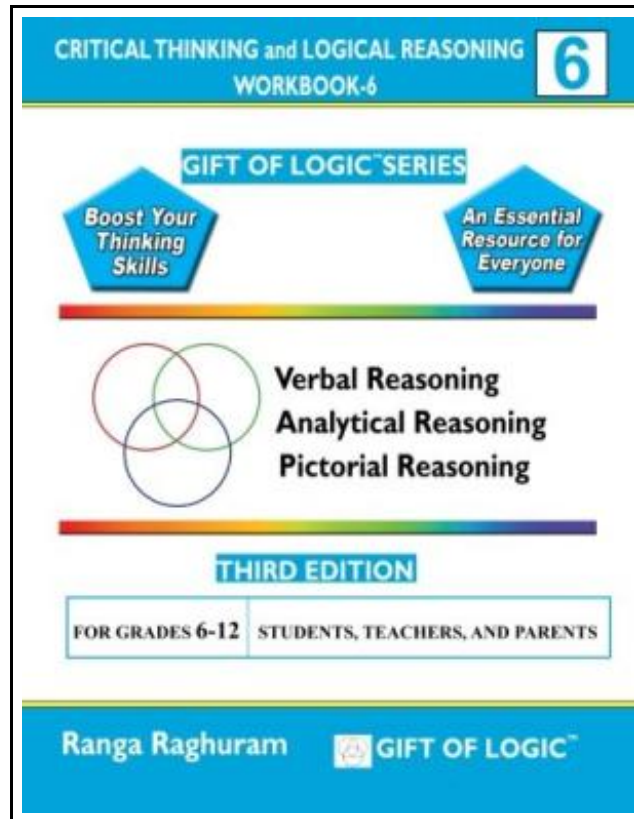 CRITICAL THINKING and LOGICAL REASONING
WORKBOOK-6
6
GIFT OF LOGIC™SERIES
Boost Your
Thinking
Skills
An Essential
Resource for
Everyone
Verbal Reasoning
Analytical Reasoning
Pictorial Reasoning
THIRD EDITION
FOR GRADES 6-12
STUDENTS, TEACHERS, AND PARENTS
Ranga Raghuram
GIFT OF LOGIC™